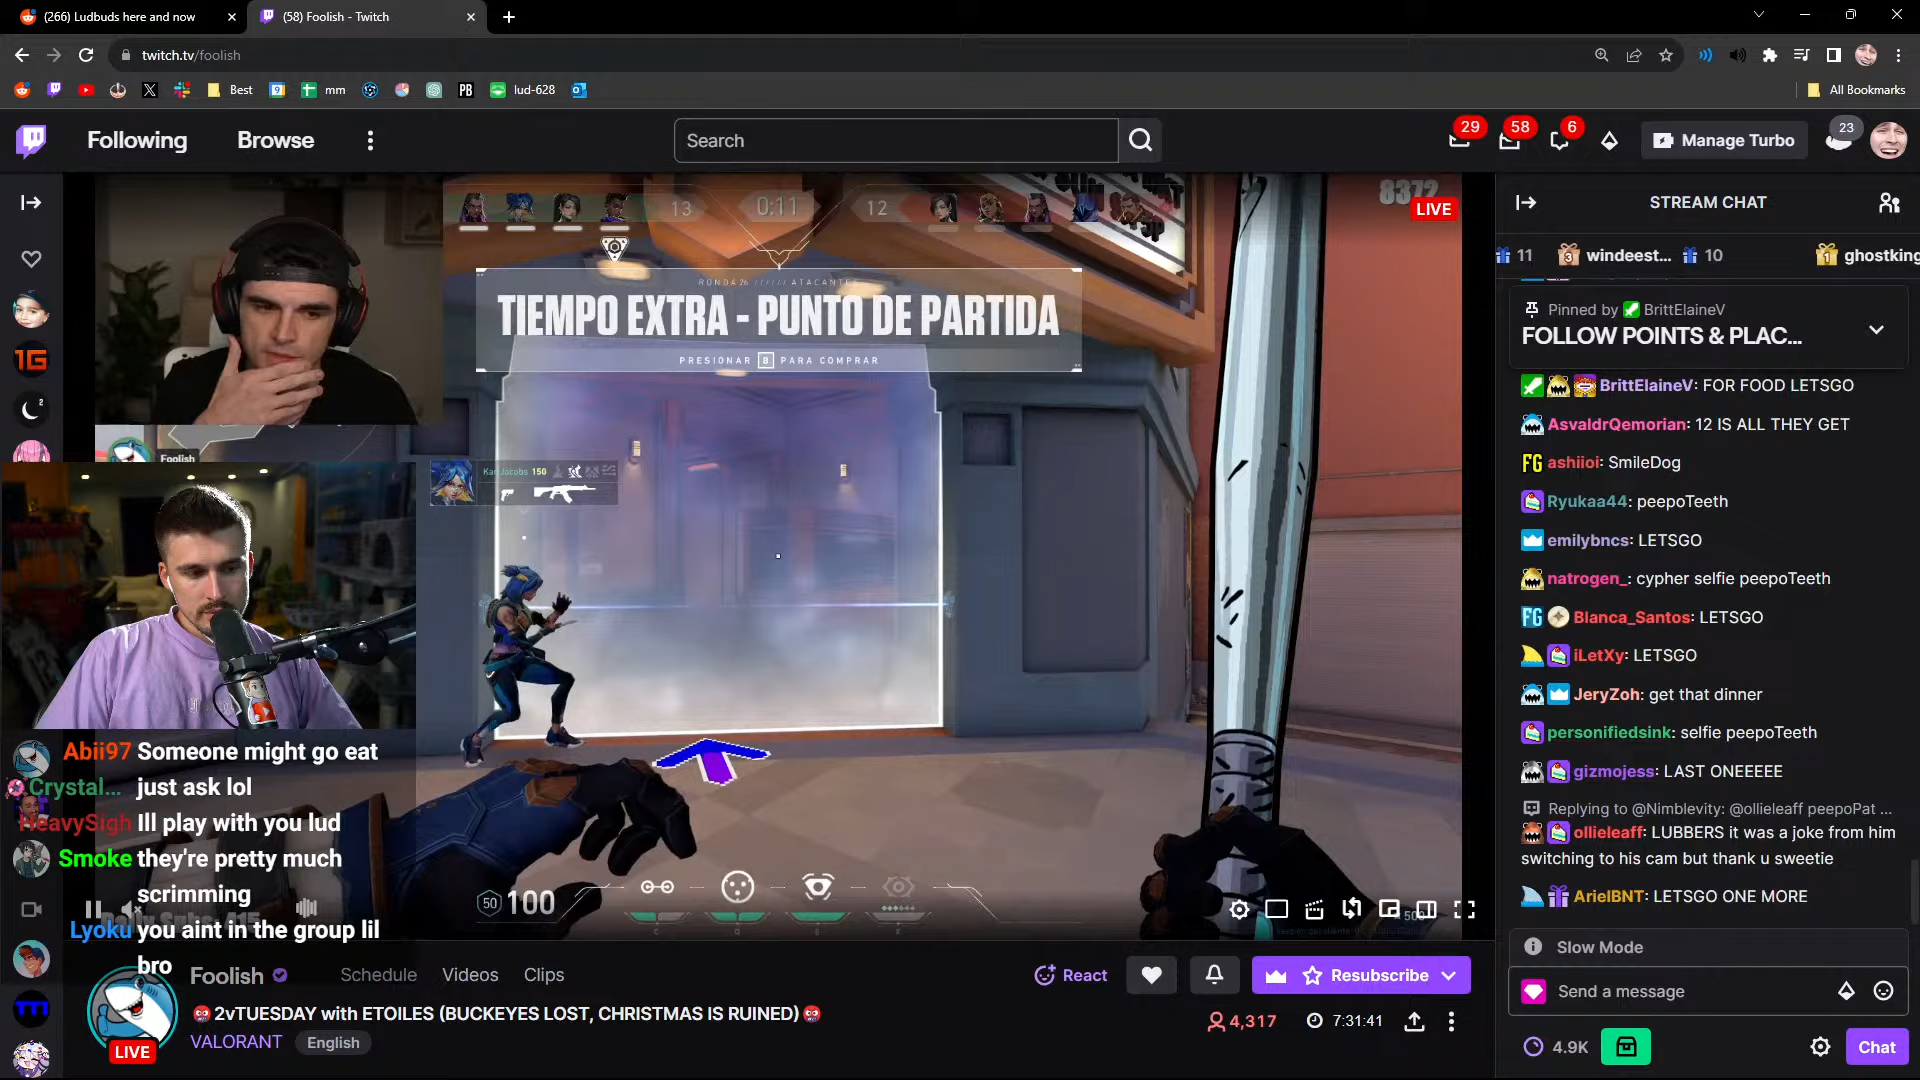 (266) Ludbuds here and now
(58) Foolish - Twitch
twitch.tv/foolish
Best
mm
PB
lud-628
All Bookmarks
Following
Browse
Search
29
58
6
Manage Turbo
23
13
0:11
12
8372
LIVE
RONDA 26 ////// ATACANTES
TIEMPO EXTRA - PUNTO DE PARTIDA
PRESIONAR B PARA COMPRAR
Foolish
150
STREAM CHAT
11
windeest...
10
ghostking
Pinned by BrittElaineV
FOLLOW POINTS & PLAC...
BrittElaineV: FOR FOOD LETSGO
AsvaldrQemorian: 12 IS ALL THEY GET
ashiioi: SmileDog
Ryukaa44: peepoTeeth
emilybncs: LETSGO
natrogen_: cypher selfie peepoTeeth
Blanca_Santos: LETSGO
iLetXy: LETSGO
JeryZoh: get that dinner
personifiedsink: selfie peepoTeeth
gizmojess: LAST ONEEEEE
Replying to @Nimblevity: @ollieleaff peepoPat ...
ollieleaff: LUBBERS it was a joke from him
switching to his cam but thank u sweetie
ArielBNT: LETSGO ONE MORE
Slow Mode
Send a message
4.9K
Chat
Abii97 Someone might go eat
Crystal... just ask lol
HeavySigh Ill play with you lud
Smoke they're pretty much
scrimming
Lyoku you aint in the group lil
bro
50 100
Foolish
Schedule
Videos
Clips
React
Resubscribe
2vTUESDAY with ETOILES (BUCKEYES LOST, CHRISTMAS IS RUINED)
4,317
7:31:41
VALORANT
English
LIVE